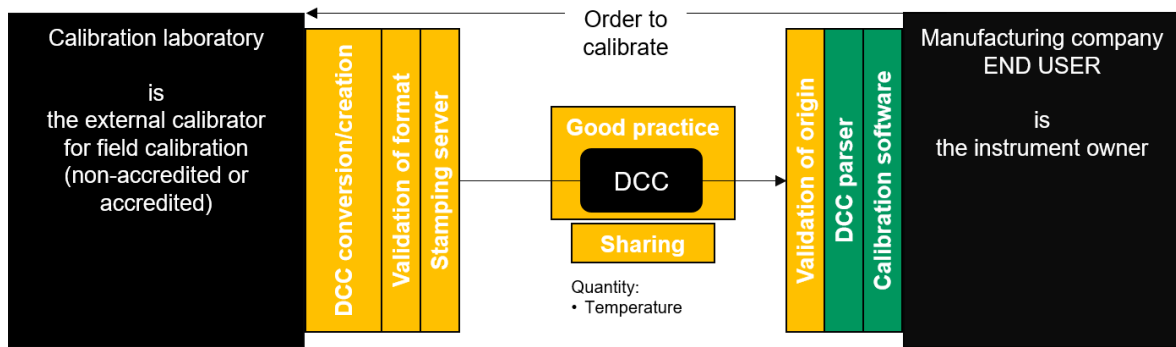 Calibration laboratory
is
the external calibrator
for field calibration
(non-accredited or
accredited)
DCC conversion/creation
Validation of format
Stamping server
Order to
calibrate
Good practice
DCC
Sharing
Quantity:
• Temperature
Validation of origin
DCC parser
Calibration software
Manufacturing company
END USER
is
the instrument owner